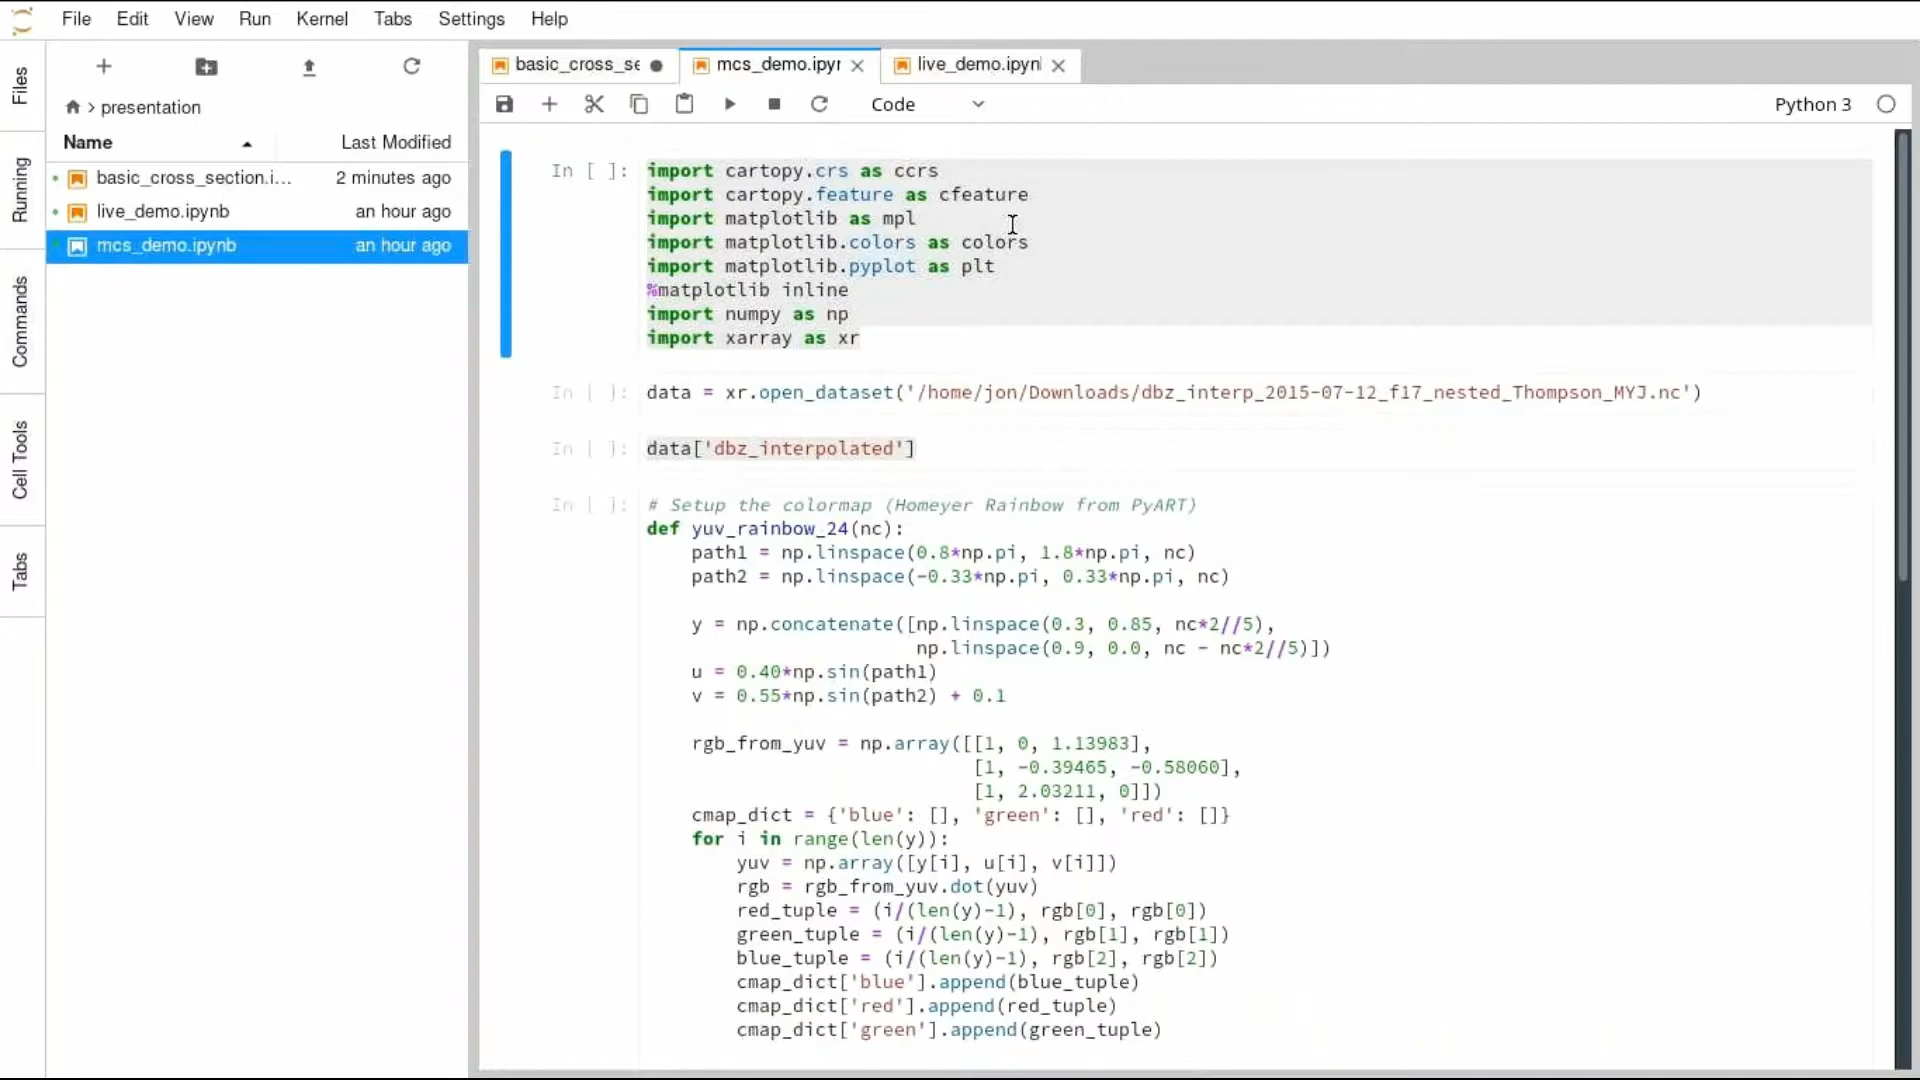 File Edit View Run Kernel Tabs Settings Help
Files
Running
Commands
Cell Tools
Tabs
presentation
Name Last Modified
basic_cross_section.i... 2 minutes ago
live_demo.ipynb an hour ago
mcs_demo.ipynb an hour ago
basic_cross_se mcs_demo.ipyn live_demo.ipynb
Code Python 3
In [ ]: import cartopy.crs as ccrs
import cartopy.feature as cfeature
import matplotlib as mpl
import matplotlib.colors as colors
import matplotlib.pyplot as plt
%matplotlib inline
import numpy as np
import xarray as xr
In [ ]: data = xr.open_dataset('/home/jon/Downloads/dbz_interp_2015-07-12_f17_nested_Thompson_MYJ.nc')
In [ ]: data['dbz_interpolated']
In [ ]: # Setup the colormap (Homeyer Rainbow from PyART)
def yuv_rainbow_24(nc):
    path1 = np.linspace(0.8*np.pi, 1.8*np.pi, nc)
    path2 = np.linspace(-0.33*np.pi, 0.33*np.pi, nc)
    y = np.concatenate([np.linspace(0.3, 0.85, nc*2//5),
                        np.linspace(0.9, 0.0, nc - nc*2//5)])
    u = 0.40*np.sin(path1)
    v = 0.55*np.sin(path2) + 0.1
    rgb_from_yuv = np.array([[1, 0, 1.13983],
                             [1, -0.39465, -0.58060],
                             [1, 2.03211, 0]])
    cmap_dict = {'blue': [], 'green': [], 'red': []}
    for i in range(len(y)):
        yuv = np.array([y[i], u[i], v[i]])
        rgb = rgb_from_yuv.dot(yuv)
        red_tuple = (i/(len(y)-1), rgb[0], rgb[0])
        green_tuple = (i/(len(y)-1), rgb[1], rgb[1])
        blue_tuple = (i/(len(y)-1), rgb[2], rgb[2])
        cmap_dict['blue'].append(blue_tuple)
        cmap_dict['red'].append(red_tuple)
        cmap_dict['green'].append(green_tuple)